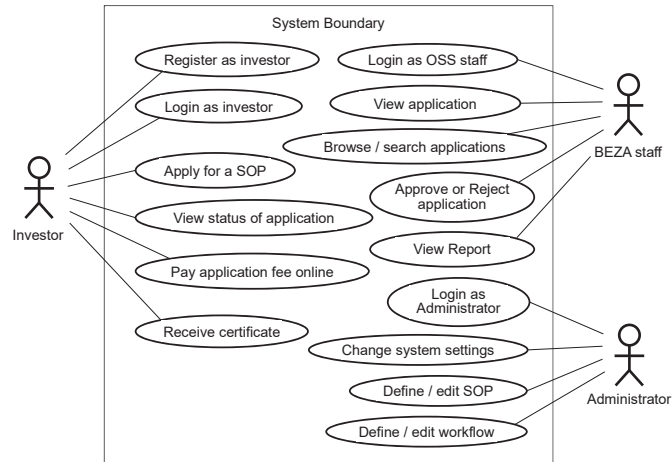 System Boundary
Register as investor
Login as investor
Apply for a SOP
View status of application
Pay application fee online
Receive certificate
Investor
Login as OSS staff
View application
Browse / search applications
Approve or Reject
application
View Report
BEZA staff
Login as
Administrator
Change system settings
Define / edit SOP
Define / edit workflow
Administrator